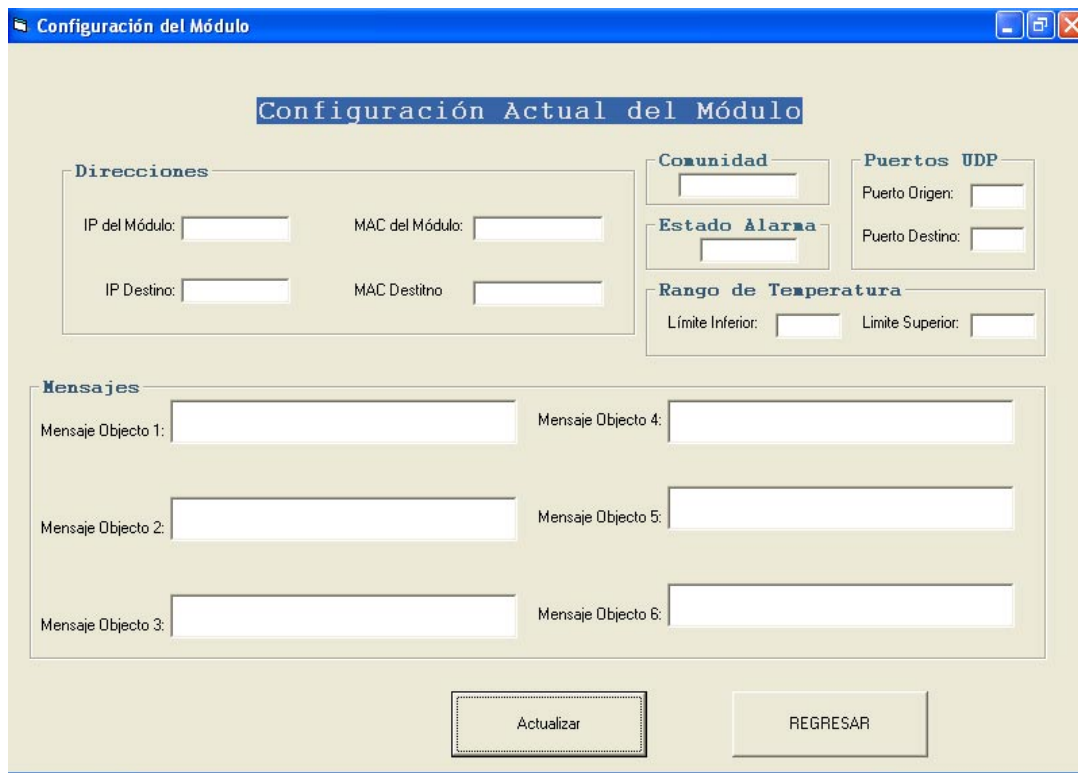 Configuración del Módulo
Configuración Actual del Módulo
Direcciones
IP del Módulo:
MAC del Módulo:
IP Destino:
MAC Destitno
Comunidad
Estado Alarma
Puertos UDP
Puerto Origen:
Puerto Destino:
Rango de Temperatura
Límite Inferior:
Limite Superior:
Mensajes
Mensaje Objecto 1:
Mensaje Objecto 4:
Mensaje Objecto 2:
Mensaje Objecto 5:
Mensaje Objecto 3:
Mensaje Objecto 6:
Actualizar
REGRESAR